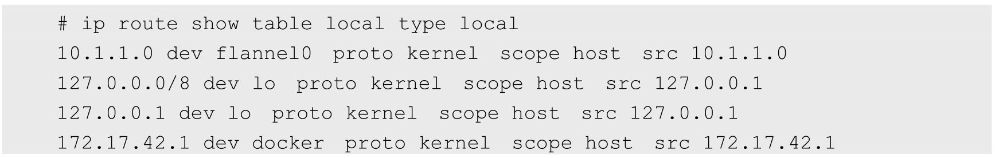 # ip route show table local type local
10.1.1.0 dev flannel0  proto kernel  scope host  src 10.1.1.0
127.0.0.0/8 dev lo  proto kernel  scope host  src 127.0.0.1
127.0.0.1 dev lo  proto kernel  scope host  src 127.0.0.1
172.17.42.1 dev docker  proto kernel  scope host  src 172.17.42.1